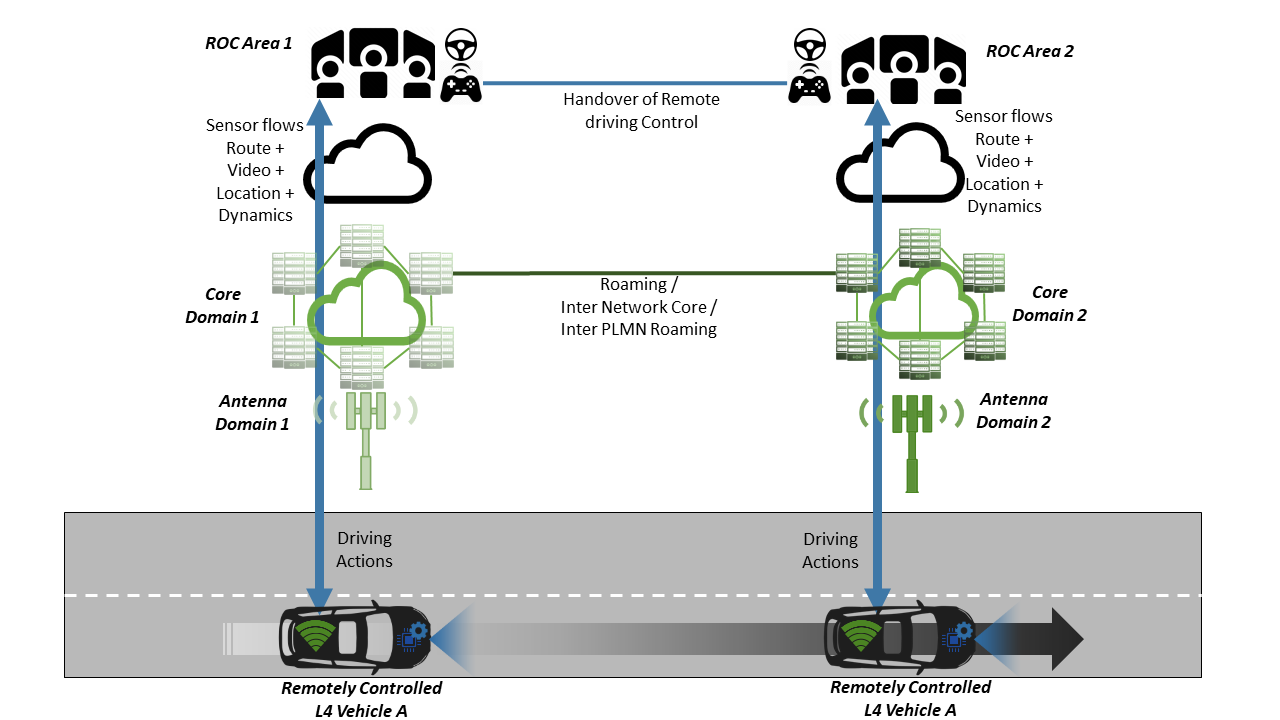 ROC Area 1
ROC Area 2
Handover of Remote
driving Control
Sensor flows
Route +
Video +
Location +
Dynamics
Sensor flows
Route +
Video +
Location +
Dynamics
Core
Domain 1
Roaming /
Inter Network Core /
Inter PLMN Roaming
Core
Domain 2
Antenna
Domain 1
Antenna
Domain 2
Driving
Actions
Driving
Actions
Remotely Controlled
L4 Vehicle A
Remotely Controlled
L4 Vehicle A